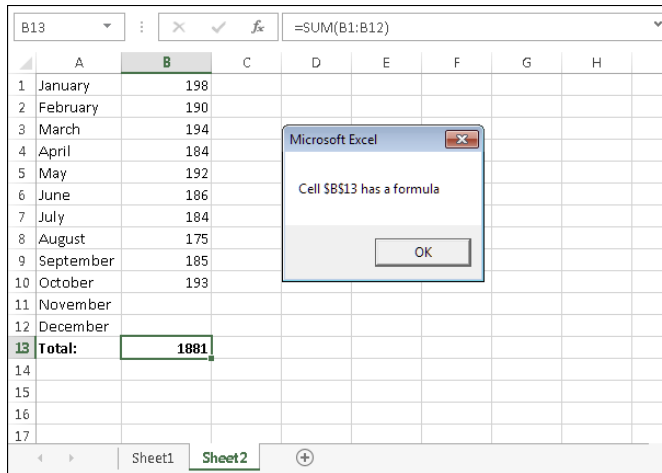 B13 fx =SUM(B1:B12)
A B C D E F G H
1 January 198
2 February 190
3 March 194
4 April 184
5 May 192
6 June 186
7 July 184
8 August 175
9 September 185
10 October 193
11 November
12 December
13 Total: 1881
14
15
16
17
Microsoft Excel
Cell $B$13 has a formula
OK
Sheet1 Sheet2